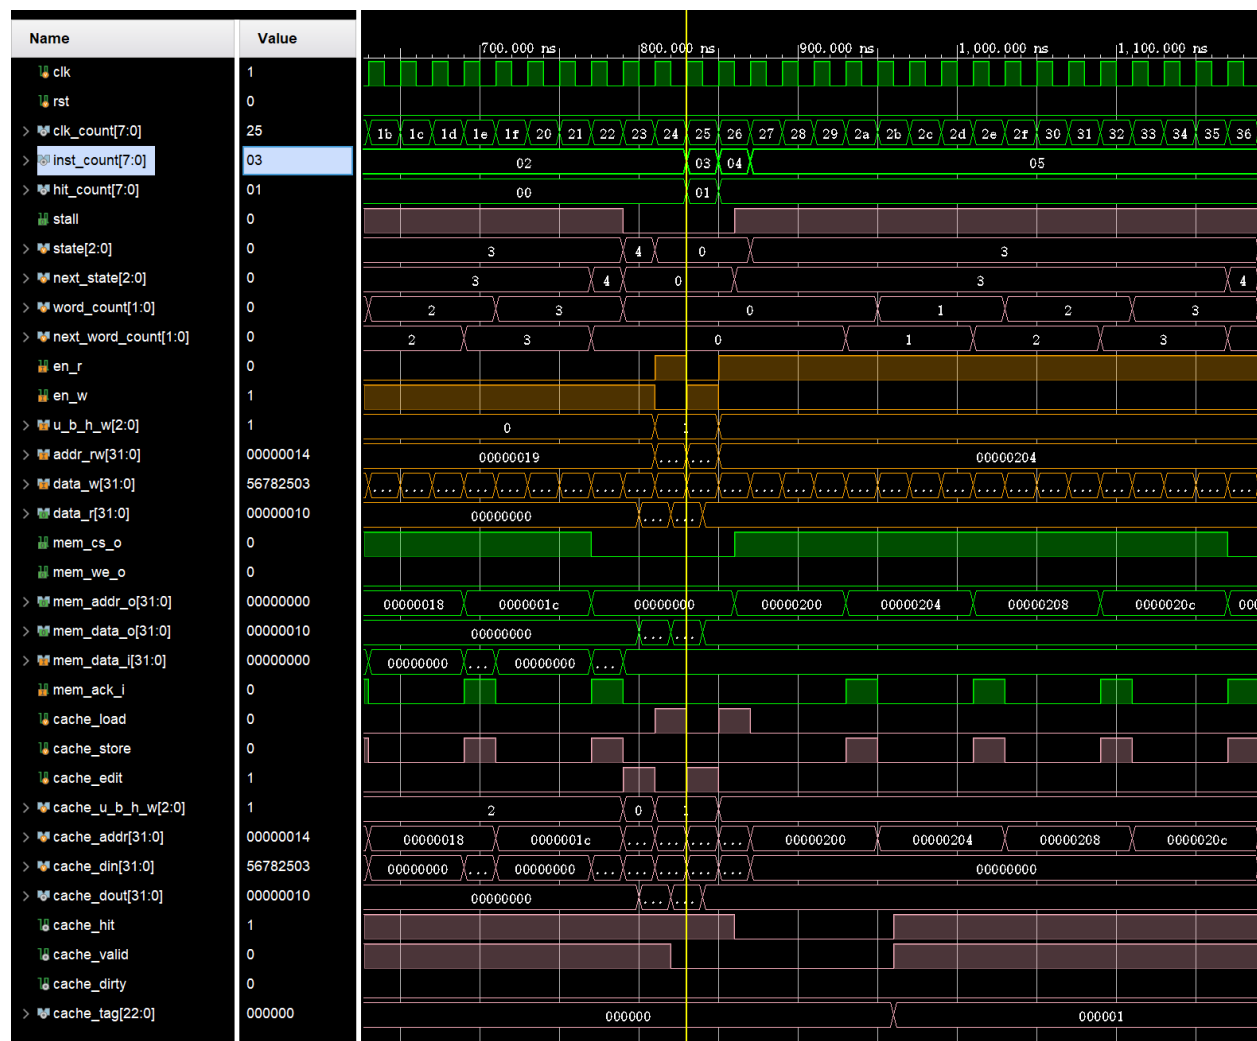 Name Value
700.000 ns 800.000 ns 900.000 ns 1,000.000 ns 1,100.000 ns
clk 1
rst 0
clk_count[7:0] 25 1b 1c 1d 1e 1f 20 21 22 23 24 25 26 27 28 29 2a 2b 2c 2d 2e 2f 30 31 32 33 34 35 36
inst_count[7:0] 03 02 03 04 05
hit_count[7:0] 01 00 01
stall 0
state[2:0] 0 3 4 0 3
next_state[2:0] 0 3 4 0 3 4
word_count[1:0] 0 2 3 0 1 2 3
next_word_count[1:0] 0 2 3 0 1 2 3
en_r 0
en_w 1
u_b_h_w[2:0] 1 0 1
addr_rw[31:0] 00000014 00000019 ... ... 00000204
data_w[31:0] 56782503 ... ... ... ... ... ... ... ... ... ... ... ... ... ... ... ... ... ... ... ... ... ... ... ... ... ... ... ...
data_r[31:0] 00000010 00000000 ... ...
mem_cs_o 0
mem_we_o 0
mem_addr_o[31:0] 00000000 00000018 0000001c 00000000 00000200 00000204 00000208 0000020c 00
mem_data_o[31:0] 00000010 00000000 ... ...
mem_data_i[31:0] 00000000 00000000 ... 00000000 ...
mem_ack_i 0
cache_load 0
cache_store 0
cache_edit 1
cache_u_b_h_w[2:0] 1 2 0 1
cache_addr[31:0] 00000014 00000018 0000001c ... ... ... ... 00000200 00000204 00000208 0000020c
cache_din[31:0] 56782503 00000000 ... 00000000 ... ... ... ... ... 00000000
cache_dout[31:0] 00000010 00000000 ... ...
cache_hit 1
cache_valid 0
cache_dirty 0
cache_tag[22:0] 000000 000000 000001